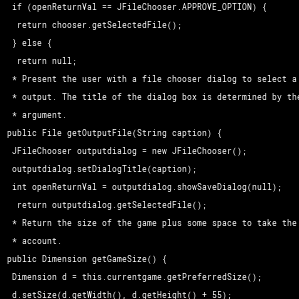 if (openReturnVal == JFileChooser.APPROVE_OPTION) {
return chooser.getSelectedFile();
} else {
return null;
* Present the user with a file chooser dialog to select a
* output. The title of the dialog box is determined by the
* argument.
public File getOutputFile(String caption) {
JFileChooser outputdialog = new JFileChooser();
outputdialog.setDialogTitle(caption);
int openReturnVal = outputdialog.showSaveDialog(null);
return outputdialog.getSelectedFile();
* Return the size of the game plus some space to take the
* account.
public Dimension getGameSize() {
Dimension d = this.currentgame.getPreferredSize();
d.setSize(d.getWidth(), d.getHeight() + 55);